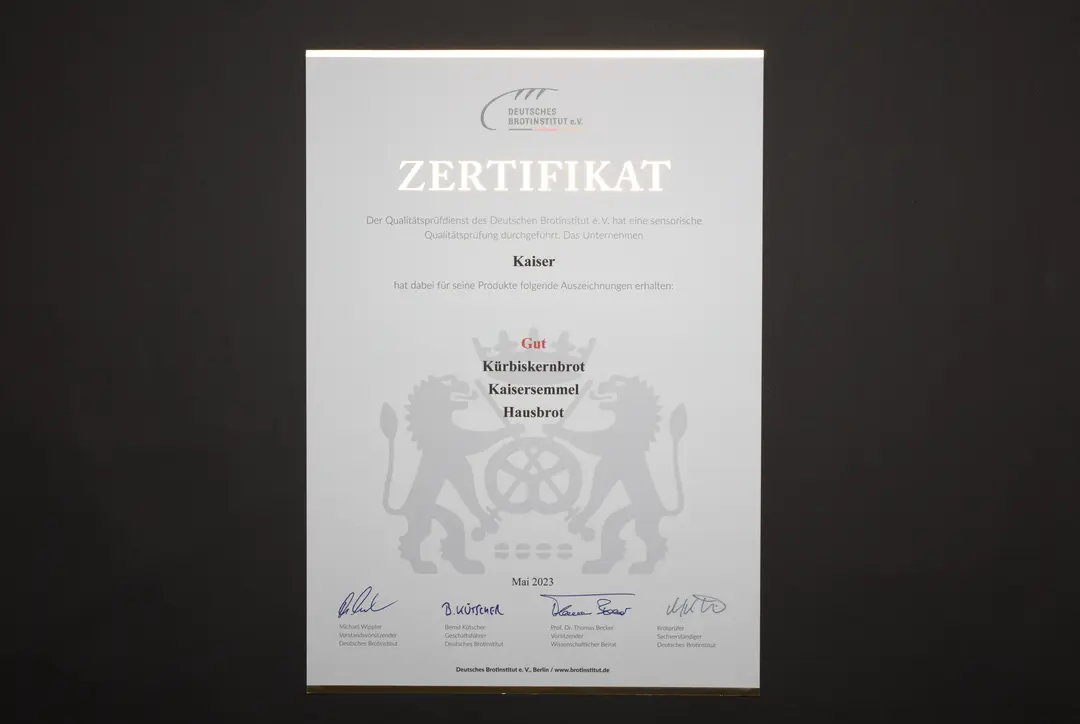 DEUTSCHES
BROTINSTITUT e.V.
ZERTIFIKAT
Der Qualitätsprüfdienst des Deutschen Brotinstitut e. V. hat eine sensorische
Qualitätsprüfung durchgeführt. Das Unternehmen
Kaiser
hat dabei für seine Produkte folgende Auszeichnungen erhalten:
Gut
Kürbiskernbrot
Kaisersemmel
Hausbrot
Mai 2023
B. KÜTSCHER
Michael Wippler
Vorstandsvorsitzender
Deutsches Brotinstitut
Bernd Kütscher
Geschäftsführer
Deutsches Brotinstitut
Prof. Dr. Thomas Becker
Vorsitzender
Wissenschaftlicher Beirat
Brotprüfer
Sachverständiger
Deutsches Brotinstitut
Deutsches Brotinstitut e. V., Berlin / www.brotinstitut.de